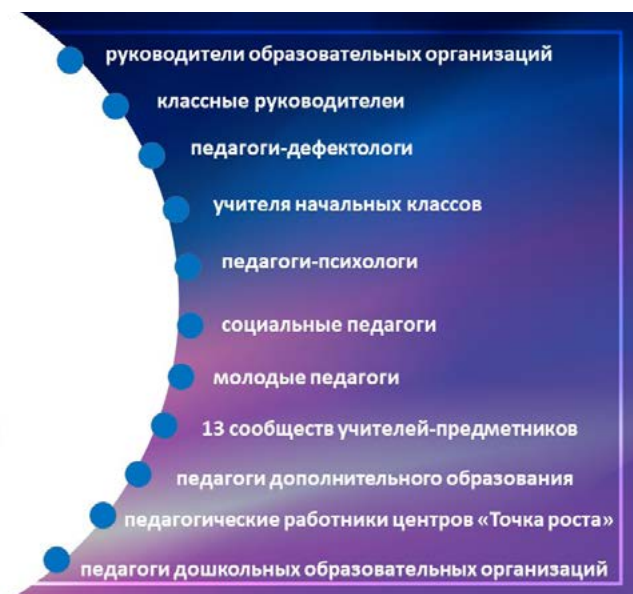 руководители образовательных организаций
классные руководителеи
педагоги-дефектологи
учителя начальных классов
педагоги-психологи
социальные педагоги
молодые педагоги
13 сообществ учителей-предметников
педагоги дополнительного образования
педагогические работники центров «Точка роста»
педагоги дошкольных образовательных организаций